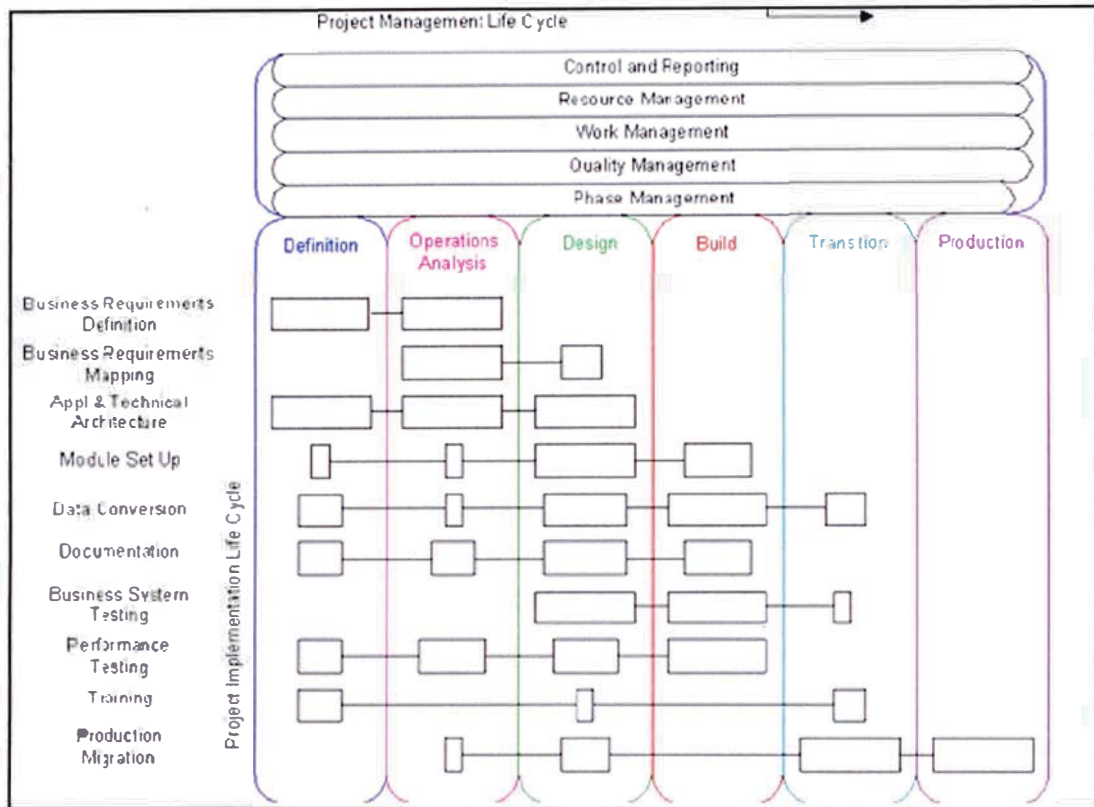 Project Management Life Cycle
Control and Reporting
Resource Management
Work Management
Quality Management
Phase Management
Definition
Operations
Analysis
Design
Build
Transtion
Production
Business Requirements
Definition
Business Requirements
Mapping
Appl & Technical
Architecture
Module Set Up
Data Conversion
Documentation
Business System
Testing
Performance
Testing
Training
Production
Migration
Project Implementation Life Cycle